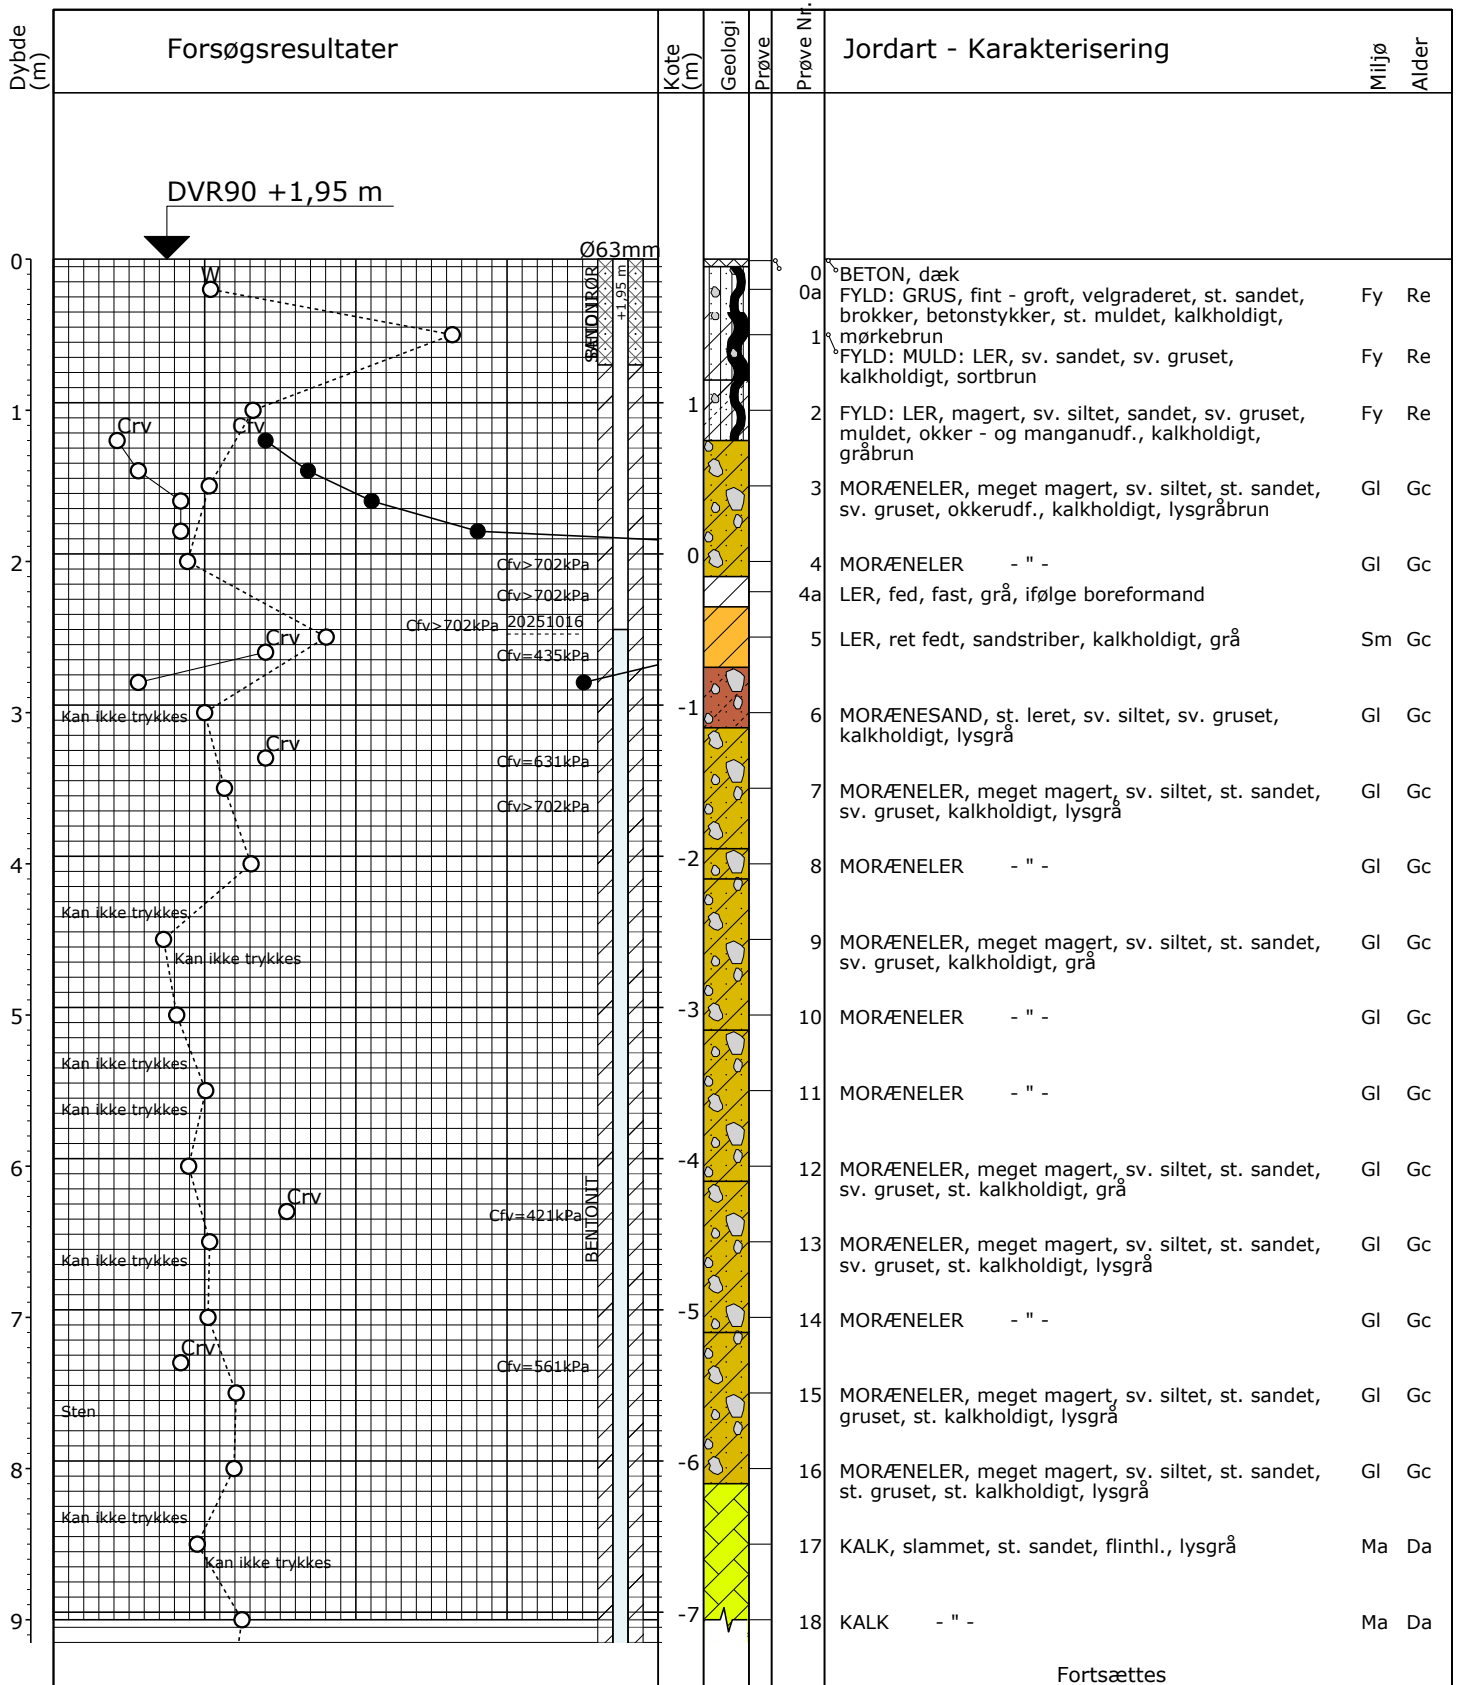 Dybde (m)
Forsøgsresultater
Kote (m)
Geologi
Prøve
Prøve Nr.
Jordart - Karakterisering
Miljø
Alder
DVR90 +1,95 m
Ø63mm
+1,95 m
0
W
0 BETON, dæk
0a FYLD: GRUS, fint - groft, velgraderet, st. sandet, Fy Re
brokker, betonstykker, st. muldet, kalkholdigt,
mørkebrun
1 FYLD: MULD: LER, sv. sandet, sv. gruset, Fy Re
kalkholdigt, sortbrun
1
Crv
Cfv
1
2 FYLD: LER, magert, sv. siltet, sandet, sv. gruset, Fy Re
muldet, okker - og manganudf., kalkholdigt,
gråbrun
3 MORÆNELER, meget magert, sv. siltet, st. sandet, Gl Gc
sv. gruset, okkerudf., kalkholdigt, lysgråbrun
2
Cfv>702kPa
0
4 MORÆNELER - " - Gl Gc
Cfv>702kPa
4a LER, fed, fast, grå, ifølge boreformand
Cfv>702kPa 20251016
Crv
Cfv=435kPa
5 LER, ret fedt, sandstriber, kalkholdigt, grå Sm Gc
3
Kan ikke trykkes
-1
6 MORÆNESAND, st. leret, sv. siltet, sv. gruset, Gl Gc
kalkholdigt, lysgrå
Crv
Cfv=631kPa
Cfv>702kPa
7 MORÆNELER, meget magert, sv. siltet, st. sandet, Gl Gc
sv. gruset, kalkholdigt, lysgrå
4
-2
8 MORÆNELER - " - Gl Gc
Kan ikke trykkes
Kan ikke trykkes
9 MORÆNELER, meget magert, sv. siltet, st. sandet, Gl Gc
sv. gruset, kalkholdigt, grå
5
-3
10 MORÆNELER - " - Gl Gc
Kan ikke trykkes
Kan ikke trykkes
11 MORÆNELER - " - Gl Gc
6
-4
12 MORÆNELER, meget magert, sv. siltet, st. sandet, Gl Gc
sv. gruset, st. kalkholdigt, grå
Crv
Cfv=421kPa
BENTONIT
Kan ikke trykkes
13 MORÆNELER, meget magert, sv. siltet, st. sandet, Gl Gc
sv. gruset, st. kalkholdigt, lysgrå
7
-5
14 MORÆNELER - " - Gl Gc
Crv
Cfv=561kPa
Sten
15 MORÆNELER, meget magert, sv. siltet, st. sandet, Gl Gc
gruset, st. kalkholdigt, lysgrå
8
-6
16 MORÆNELER, meget magert, sv. siltet, st. sandet, Gl Gc
st. gruset, st. kalkholdigt, lysgrå
Kan ikke trykkes
Kan ikke trykkes
17 KALK, slammet, st. sandet, flinthl., lysgrå Ma Da
9
-7
18 KALK - " - Ma Da
Fortsættes